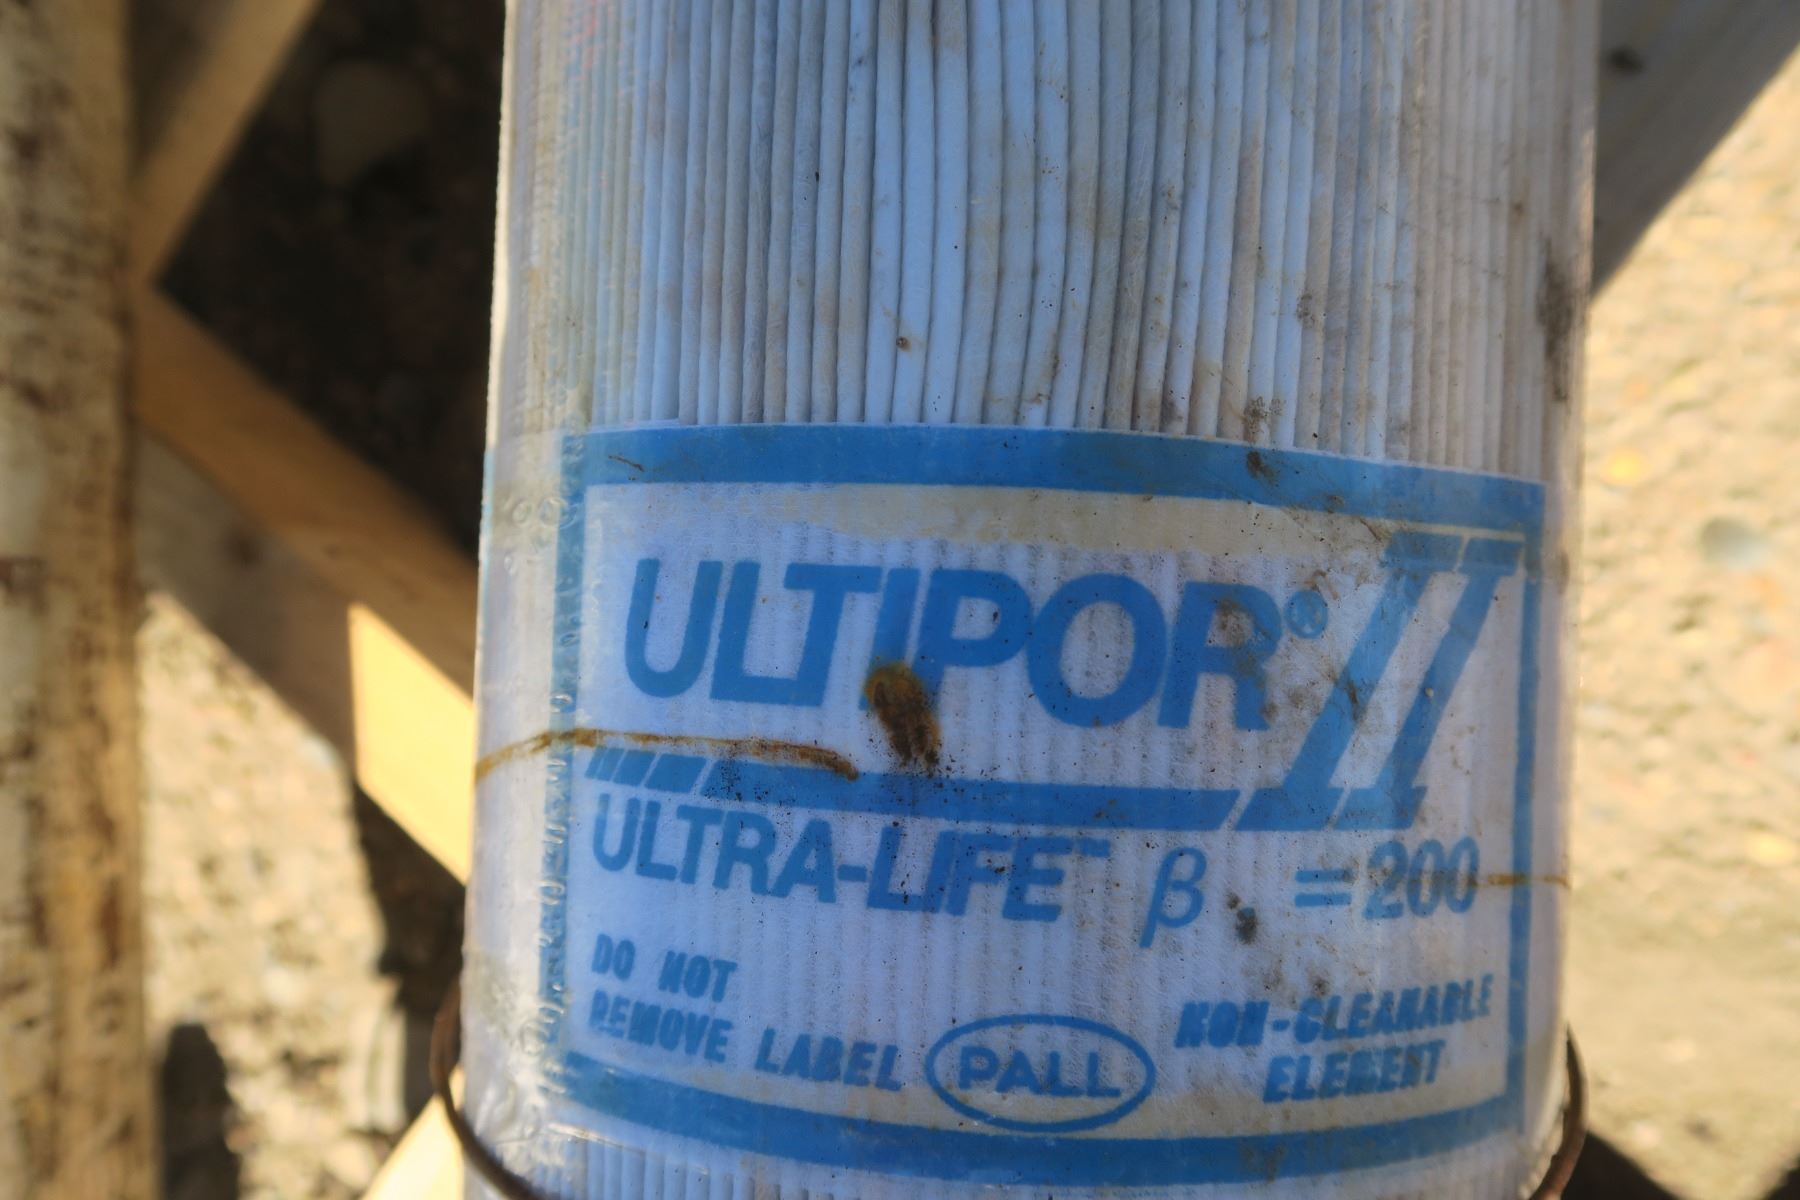 ULTIPOR® II
ULTRA-LIFE™ β = 200
DO NOT
REMOVE LABEL
PALL
NON-CLEANABLE
ELEMENT